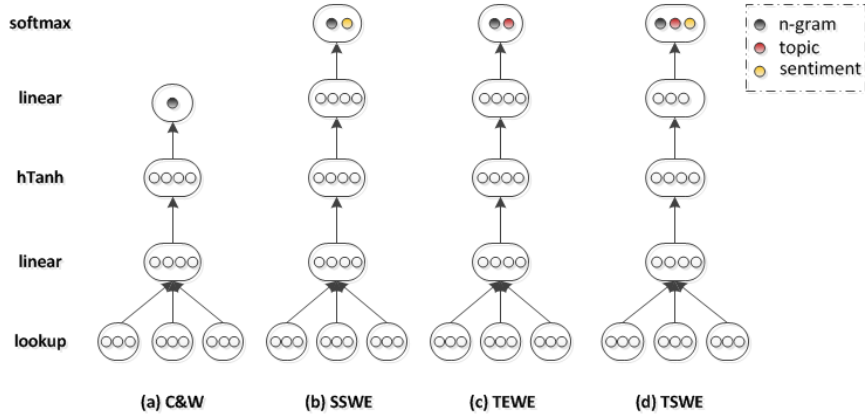 softmax
n-gram
topic
sentiment
linear
hTanh
linear
lookup
(a) C&W (b) SSWE (c) TEWE (d) TSWE